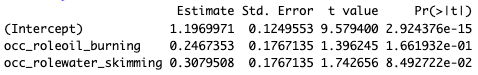 Estimate Std. Error t value Pr(>|t|)
(Intercept) 1.1969971 0.1249553 9.579400 2.924376e-15
occ_roleoil_burning 0.2467353 0.1767135 1.396245 1.661932e-01
occ_rolewater_skimming 0.3079508 0.1767135 1.742656 8.492722e-02